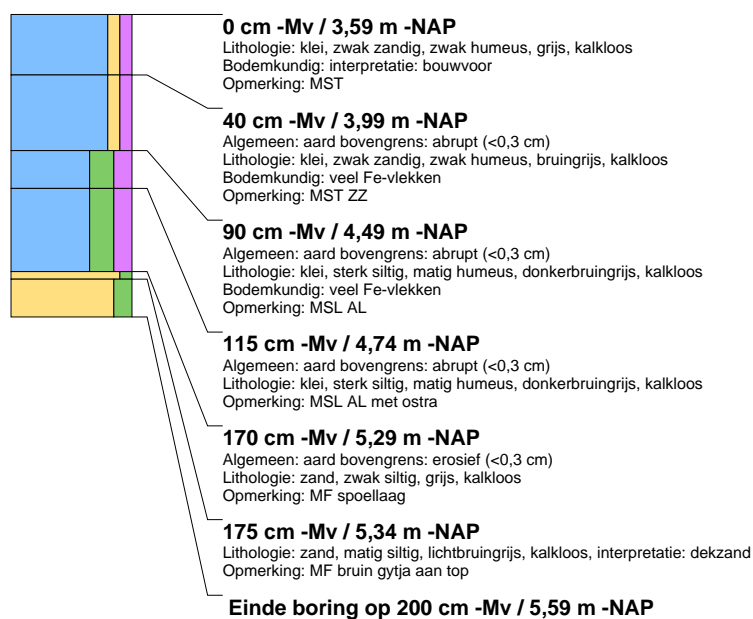 0 cm -Mv / 3,59 m -NAP
Lithologie: klei, zwak zandig, zwak humeus, grijs, kalkloos
Bodemkundig: interpretatie: bouwvoor
Opmerking: MST
40 cm -Mv / 3,99 m -NAP
Algemeen: aard bovengrens: abrupt (<0,3 cm)
Lithologie: klei, zwak zandig, zwak humeus, bruingrijs, kalkloos
Bodemkundig: veel Fe-vlekken
Opmerking: MST ZZ
90 cm -Mv / 4,49 m -NAP
Algemeen: aard bovengrens: abrupt (<0,3 cm)
Lithologie: klei, sterk siltig, matig humeus, donkerbruingrijs, kalkloos
Bodemkundig: veel Fe-vlekken
Opmerking: MSL AL
115 cm -Mv / 4,74 m -NAP
Algemeen: aard bovengrens: abrupt (<0,3 cm)
Lithologie: klei, sterk siltig, matig humeus, donkerbruingrijs, kalkloos
Opmerking: MSL AL met ostra
170 cm -Mv / 5,29 m -NAP
Algemeen: aard bovengrens: erosief (<0,3 cm)
Lithologie: zand, zwak siltig, grijs, kalkloos
Opmerking: MF spoellaag
175 cm -Mv / 5,34 m -NAP
Lithologie: zand, matig siltig, lichtbruingrijs, kalkloos, interpretatie: dekzand
Opmerking: MF bruin gytja aan top
Einde boring op 200 cm -Mv / 5,59 m -NAP